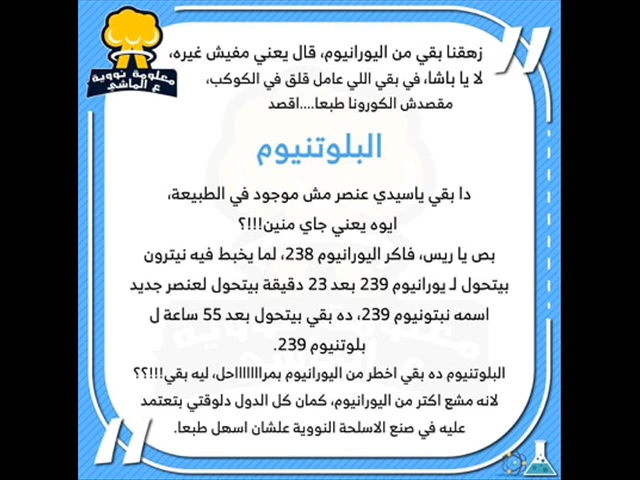 معلومة نووية
ع الماشي
زهقنا بقي من اليورانيوم، قال يعني مفيش غيره،
لا يا باشا، في بقي اللي عامل قلق في الكوكب،
مقصدش الكورونا طبعا....اقصد
البلوتنيوم
دا بقي ياسيدي عنصر مش موجود في الطبيعة،
ايوه يعني جاي منين!!!؟
بص يا ريس، فاكر اليورانيوم 238، لما يخبط فيه نيترون
بيتحول لـ يورانيوم 239 بعد 23 دقيقة بيتحول لعنصر جديد
اسمه نبتونيوم 239، ده بقي بيتحول بعد 55 ساعة ل
بلوتنيوم 239.
البلوتنيوم ده بقي اخطر من اليورانيوم بمراااااااحل، ليه بقي!!!؟؟
لانه مشع اكتر من اليورانيوم، كمان كل الدول دلوقتي بتعتمد
عليه في صنع الاسلحة النووية علشان اسهل طبعا.